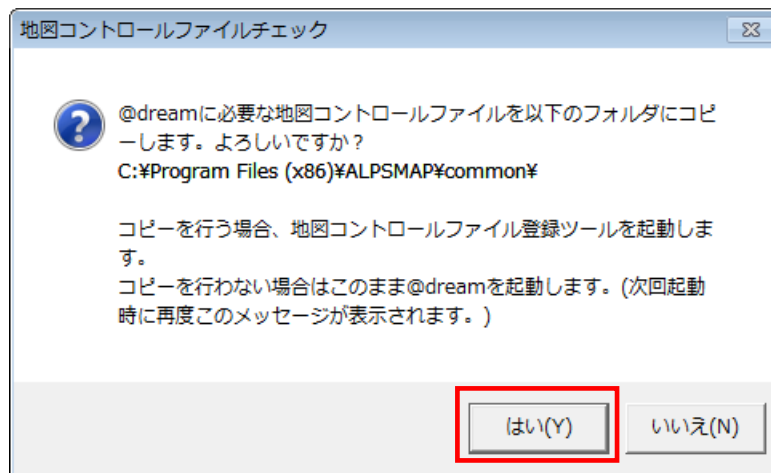 地図コントロールファイルチェック
@dreamに必要な地図コントロールファイルを以下のフォルダにコピ
ーします。よろしいですか？
C:¥Program Files (x86)¥ALPSMAP¥common¥
コピーを行う場合、地図コントロールファイル登録ツールを起動しま
す。
コピーを行わない場合はこのまま@dreamを起動します。(次回起動
時に再度このメッセージが表示されます。)
はい(Y)
いいえ(N)